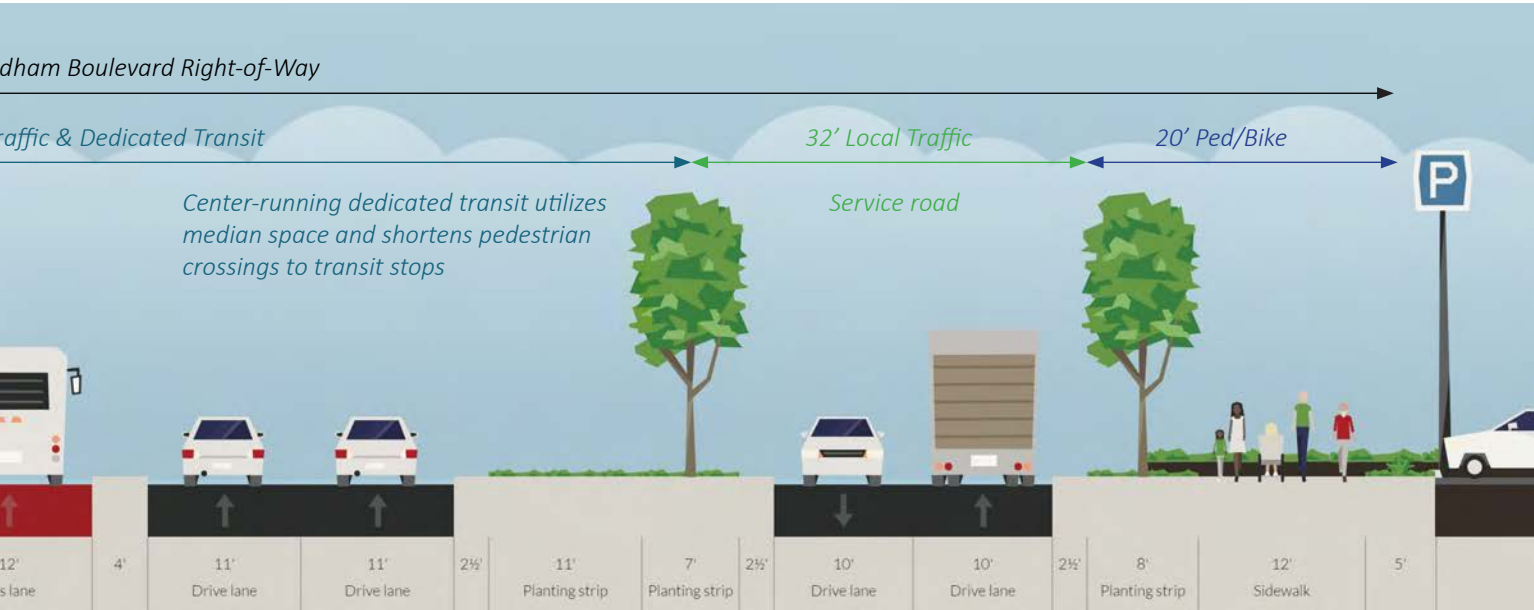 dham Boulevard Right-of-Way
raffic & Dedicated Transit
32’ Local Traffic
20’ Ped/Bike
Center-running dedicated transit utilizes
median space and shortens pedestrian
crossings to transit stops
Service road
P
12'
s lane
4'
11'
Drive lane
11'
Drive lane
2½'
11'
Planting strip
7'
Planting strip
2½'
10'
Drive lane
10'
Drive lane
2½'
8'
Planting strip
12'
Sidewalk
5'